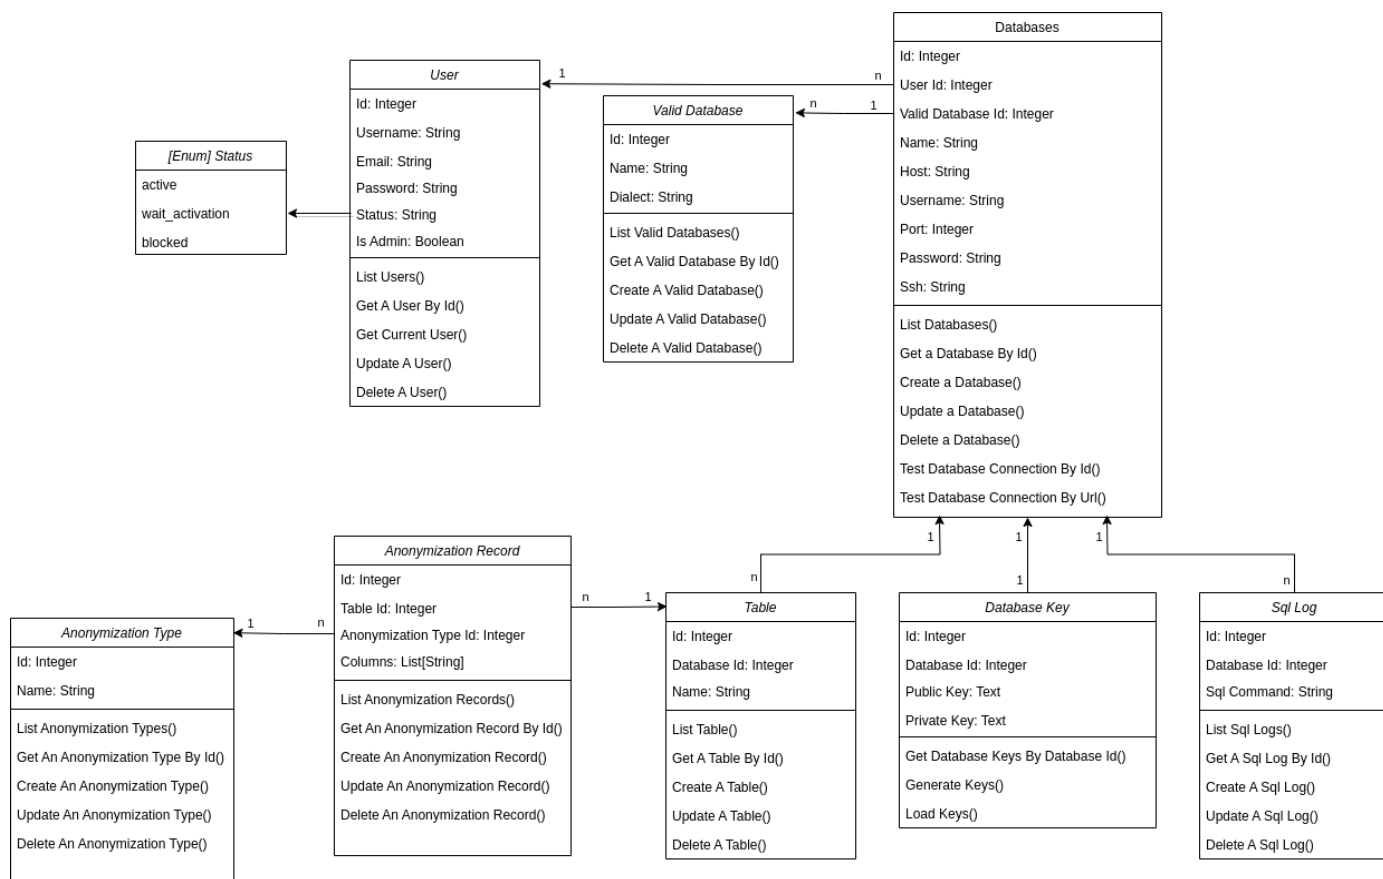 Databases
Id: Integer
User Id: Integer
Valid Database Id: Integer
Name: String
Host: String
Username: String
Port: Integer
Password: String
Ssh: String
List Databases()
Get a Database By Id()
Create a Database()
Update a Database()
Delete a Database()
Test Database Connection By Id()
Test Database Connection By Url()
1
n
User
Id: Integer
Username: String
Email: String
Password: String
Status: String
Is Admin: Boolean
List Users()
Get A User By Id()
Get Current User()
Update A User()
Delete A User()
n
1
Valid Database
Id: Integer
Name: String
Dialect: String
List Valid Databases()
Get A Valid Database By Id()
Create A Valid Database()
Update A Valid Database()
Delete A Valid Database()
[Enum] Status
active
wait_activation
blocked
1
1
1
n
1
n
Anonymization Record
Id: Integer
Table Id: Integer
Anonymization Type Id: Integer
Columns: List[String]
List Anonymization Records()
Get An Anonymization Record By Id()
Create An Anonymization Record()
Update An Anonymization Record()
Delete An Anonymization Record()
n
1
1
n
Anonymization Type
Id: Integer
Name: String
List Anonymization Types()
Get An Anonymization Type By Id()
Create An Anonymization Type()
Update An Anonymization Type()
Delete An Anonymization Type()
Table
Id: Integer
Database Id: Integer
Name: String
List Table()
Get A Table By Id()
Create A Table()
Update A Table()
Delete A Table()
Database Key
Id: Integer
Database Id: Integer
Public Key: Text
Private Key: Text
Get Database Keys By Database Id()
Generate Keys()
Load Keys()
Sql Log
Id: Integer
Database Id: Integer
Sql Command: String
List Sql Logs()
Get A Sql Log By Id()
Create A Sql Log()
Update A Sql Log()
Delete A Sql Log()